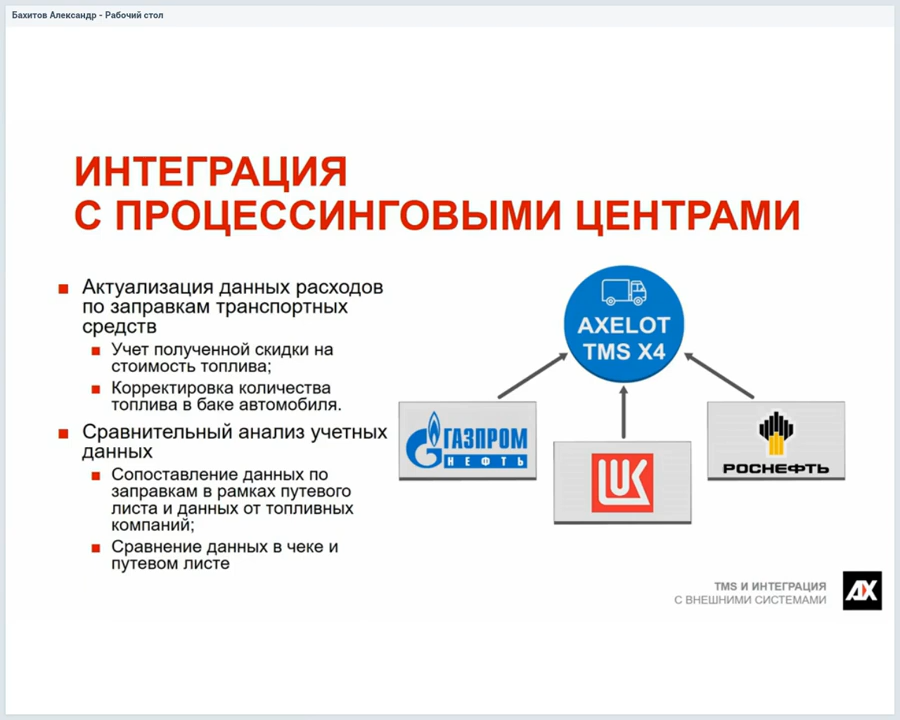 Бахитов Александр - Рабочий стол
ИНТЕГРАЦИЯ
С ПРОЦЕССИНГОВЫМИ ЦЕНТРАМИ
Актуализация данных расходов
по заправкам транспортных
средств
Учет полученной скидки на
стоимость топлива;
Корректировка количества
топлива в баке автомобиля.
Сравнительный анализ учетных
данных
Сопоставление данных по
заправкам в рамках путевого
листа и данных от топливных
компаний;
Сравнение данных в чеке и
путевом листе
AXELOT
TMS X4
ГАЗПРОМ
НЕФТЬ
LUK
РОСНЕФТЬ
TMS И ИНТЕГРАЦИЯ
С ВНЕШНИМИ СИСТЕМАМИ
AX